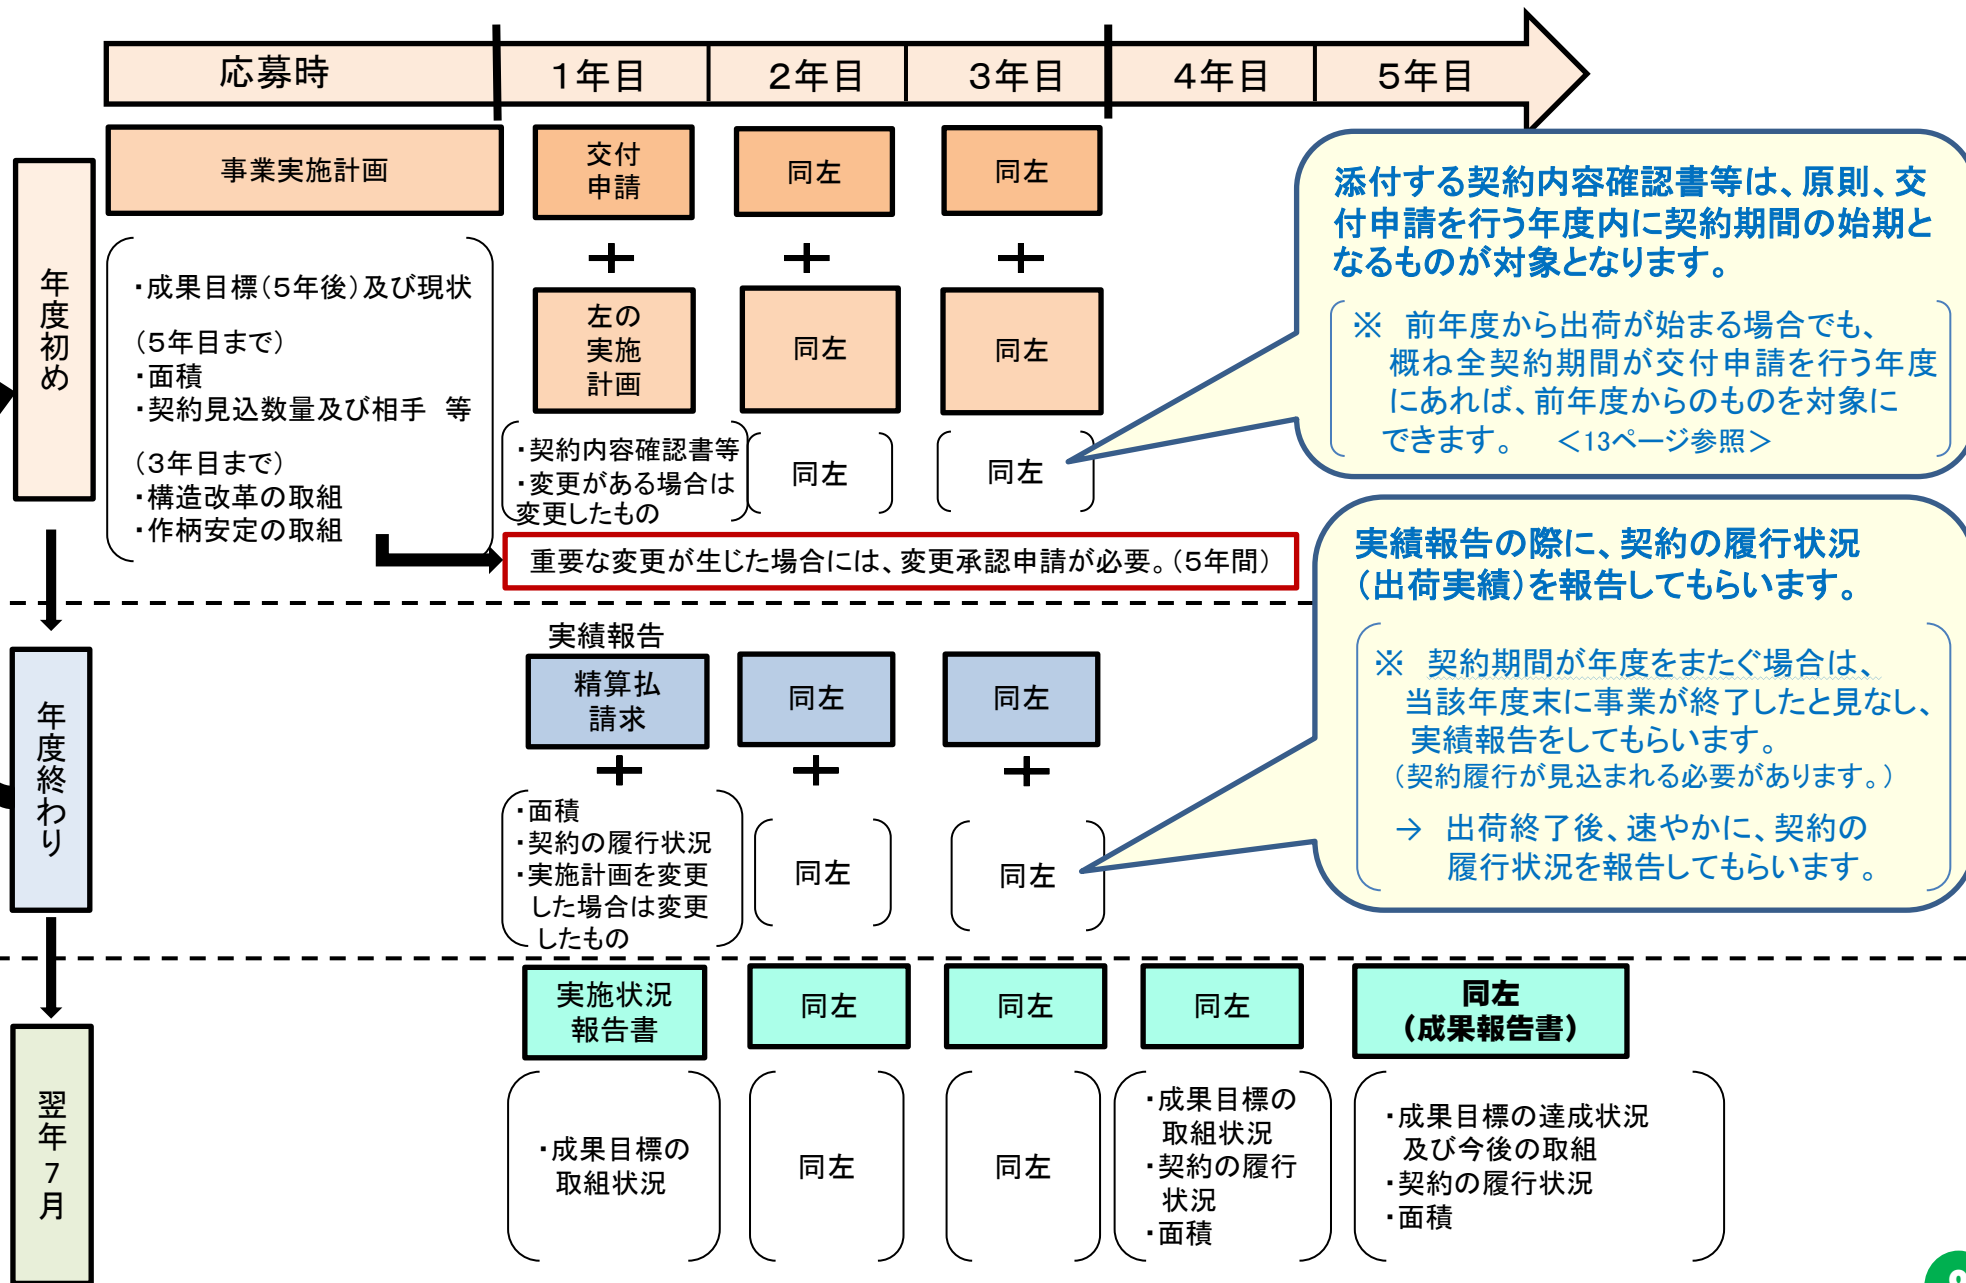 応募時
1年目
2年目
3年目
4年目
5年目
年度初め
事業実施計画
・成果目標(5年後)及び現状
(5年目まで)
・面積
・契約見込数量及び相手 等
(3年目まで)
・構造改革の取組
・作柄安定の取組
交付
申請
同左
同左
+
+
+
左の
実施
計画
同左
同左
・契約内容確認書等
・変更がある場合は
変更したもの
同左
同左
重要な変更が生じた場合には、変更承認申請が必要。(5年間)
添付する契約内容確認書等は、原則、交
付申請を行う年度内に契約期間の始期と
なるものが対象となります。
※ 前年度から出荷が始まる場合でも、
概ね全契約期間が交付申請を行う年度
にあれば、前年度からのものを対象に
できます。 <13ページ参照>
年度終わり
実績報告
精算払
請求
同左
同左
+
+
+
・面積
・契約の履行状況
・実施計画を変更
した場合は変更
したもの
同左
同左
実績報告の際に、契約の履行状況
(出荷実績)を報告してもらいます。
※ 契約期間が年度をまたぐ場合は、
当該年度末に事業が終了したと見なし、
実績報告をしてもらいます。
(契約履行が見込まれる必要があります。)
→ 出荷終了後、速やかに、契約の
履行状況を報告してもらいます。
翌年7月
実施状況
報告書
同左
同左
同左
同左
(成果報告書)
・成果目標の
取組状況
同左
同左
・成果目標の
取組状況
・契約の履行
状況
・面積
・成果目標の達成状況
及び今後の取組
・契約の履行状況
・面積